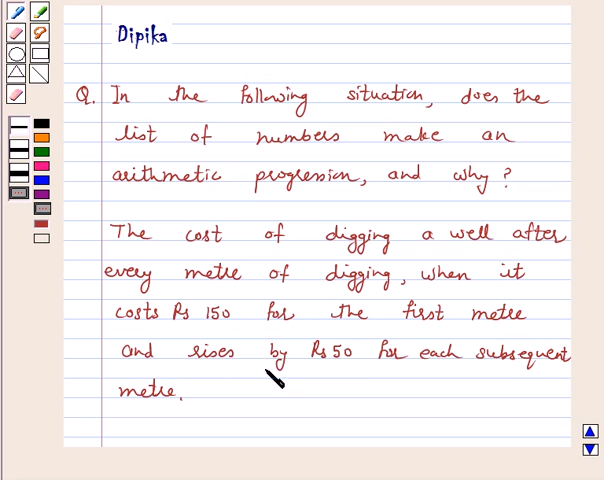 Dipika
Q. In the following situation, does the
list of numbers make an
arithmetic progression, and why?
The cost of digging a well after
every metre of digging, when it
costs Rs 150 for the first metre
and rises by Rs 50 for each subsequent
metre.